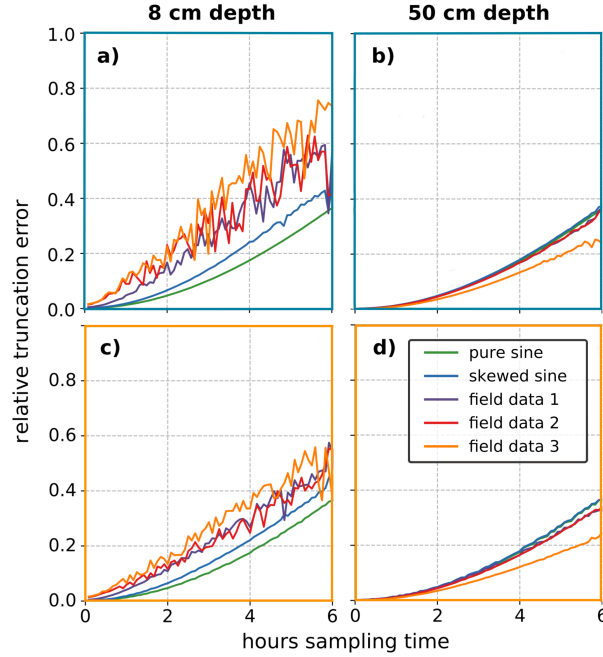 8 cm depth
50 cm depth
relative truncation error
1.0
0.8
0.6
0.4
0.2
0.0
a)
b)
0.8
0.6
0.4
0.2
0.0
c)
d)
pure sine
skewed sine
field data 1
field data 2
field data 3
0
2
4
6
0
2
4
6
hours sampling time